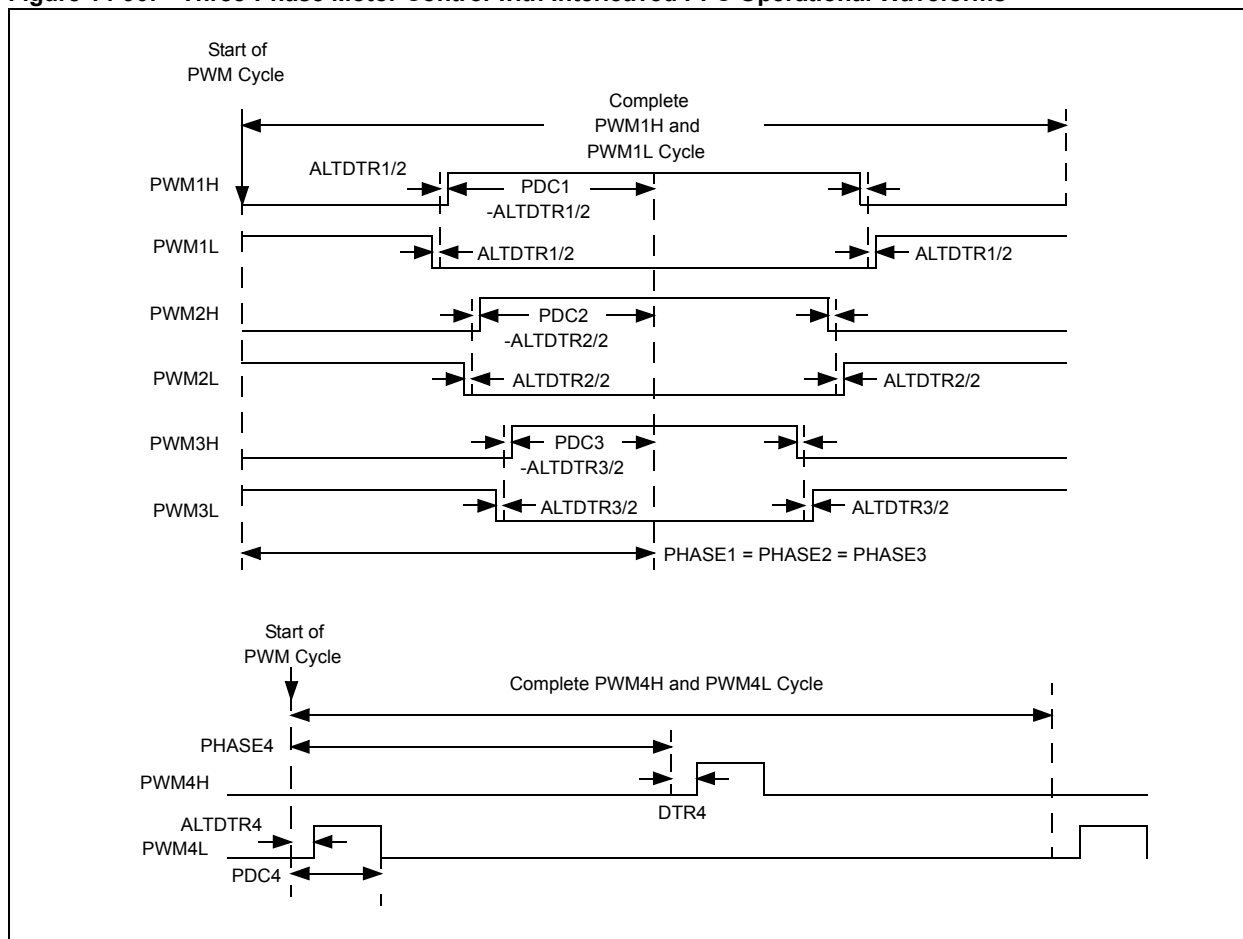 Start of
PWM Cycle
Complete
PWM1H and
PWM1L Cycle
ALTDTR1/2
PWM1H
PDC1
-ALTDTR1/2
PWM1L
ALTDTR1/2
ALTDTR1/2
PWM2H
PDC2
-ALTDTR2/2
PWM2L
ALTDTR2/2
ALTDTR2/2
PWM3H
PDC3
-ALTDTR3/2
PWM3L
ALTDTR3/2
ALTDTR3/2
PHASE1 = PHASE2 = PHASE3
Start of
PWM Cycle
Complete PWM4H and PWM4L Cycle
PHASE4
PWM4H
DTR4
ALTDTR4
PWM4L
PDC4